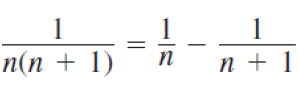 1/(n(n + 1)) = 1/n − 1/(n + 1)